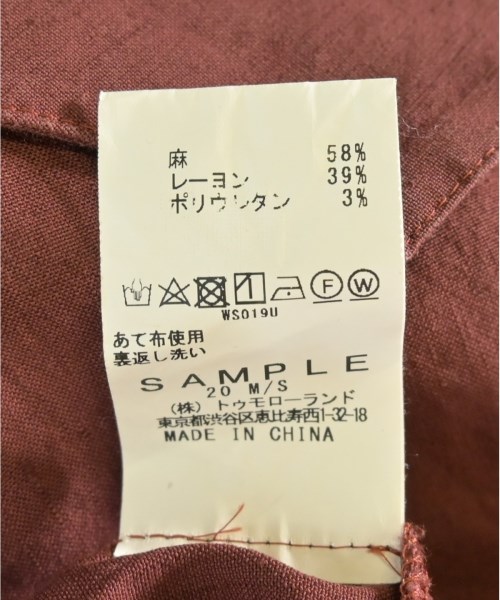 麻 58%
レーヨン 39%
ポリウレタン 3%
F W
WS019U
あて布使用
裏返し洗い
SAMPLE
20 M/S
(株) トゥモローランド
東京都渋谷区恵比寿西1-32-18
MADE IN CHINA